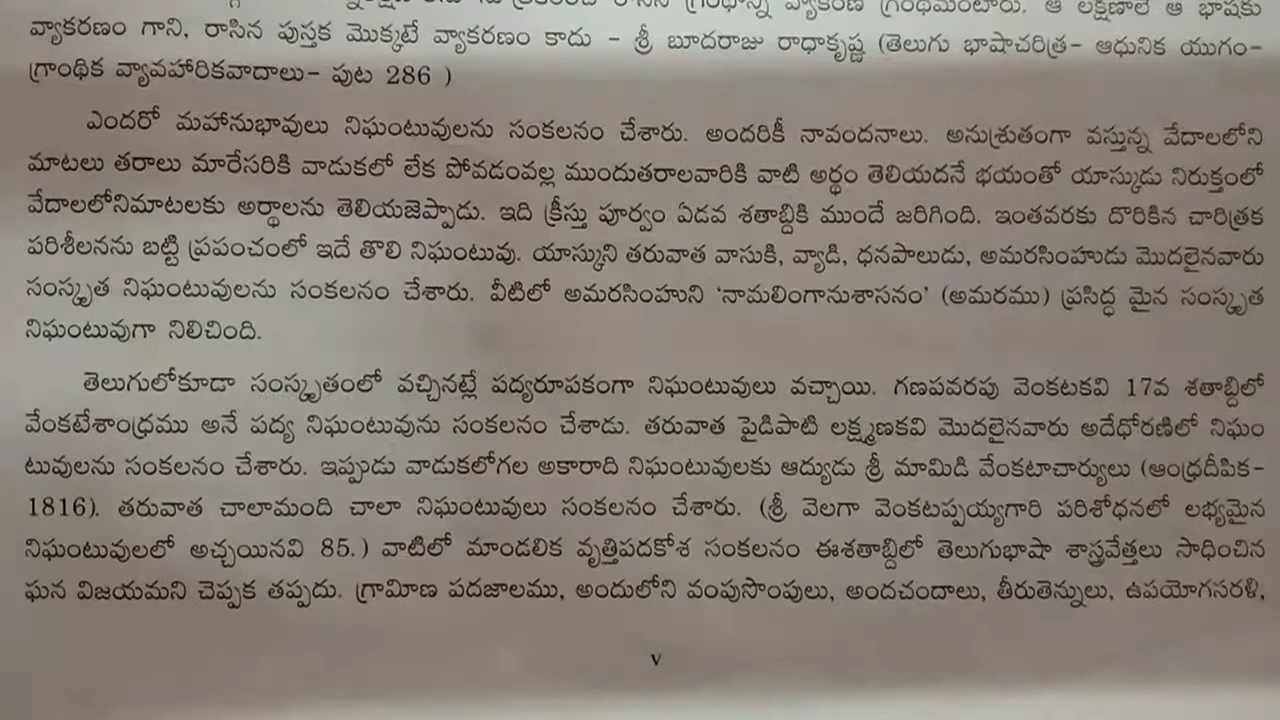 గ్రంథాన్ని వ్యాకరణ గ్రంథమంటారు. ఆ లక్షణాలే ఆ భాషకు
వ్యాకరణం గాని, రాసిన పుస్తక మొక్కటే వ్యాకరణం కాదు - శ్రీ బూదరాజు రాధాకృష్ణ (తెలుగు భాషాచరిత్ర- ఆధునిక యుగం-
గ్రాంథిక వ్యావహారికవాదాలు- పుట 286 )
ఎందరో మహానుభావులు నిఘంటువులను సంకలనం చేశారు. అందరికీ నావందనాలు. అనుశ్రుతంగా వస్తున్న వేదాలలోని
మాటలు తరాలు మారేసరికి వాడుకలో లేక పోవడంవల్ల ముందుతరాలవారికి వాటి అర్థం తెలియదనే భయంతో యాస్కుడు నిరుక్తంలో
వేదాలలోనిమాటలకు అర్థాలను తెలియజెప్పాడు. ఇది క్రీస్తు పూర్వం ఏడవ శతాబ్దికి ముందే జరిగింది. ఇంతవరకు దొరికిన చారిత్రక
పరిశీలనను బట్టి ప్రపంచంలో ఇదే తొలి నిఘంటువు. యాస్కుని తరువాత వాసుకి, వ్యాడి, ధనపాలుడు, అమరసింహుడు మొదలైనవారు
సంస్కృత నిఘంటువులను సంకలనం చేశారు. వీటిలో అమరసింహుని 'నామలింగానుశాసనం' (అమరము) ప్రసిద్ధ మైన సంస్కృత
నిఘంటువుగా నిలిచింది.
తెలుగులోకూడా సంస్కృతంలో వచ్చినట్లే పద్యరూపకంగా నిఘంటువులు వచ్చాయి. గణపవరపు వెంకటకవి 17వ శతాబ్దిలో
వేంకటేశాంధ్రము అనే పద్య నిఘంటువును సంకలనం చేశాడు. తరువాత పైడిపాటి లక్ష్మణకవి మొదలైనవారు అదేధోరణిలో నిఘం
టువులను సంకలనం చేశారు. ఇప్పుడు వాడుకలోగల అకారాది నిఘంటువులకు ఆద్యుడు శ్రీ మామిడి వేంకటాచార్యులు (ఆంధ్రదీపిక-
1816). తరువాత చాలామంది చాలా నిఘంటువులు సంకలనం చేశారు. (శ్రీ వెలగా వెంకటప్పయ్యగారి పరిశోధనలో లభ్యమైన
నిఘంటువులలో అచ్చయినవి 85.) వాటిలో మాండలిక వృత్తిపదకోశ సంకలనం ఈశతాబ్దిలో తెలుగుభాషా శాస్త్రవేత్తలు సాధించిన
ఘన విజయమని చెప్పక తప్పదు. గ్రామీణ పదజాలము, అందులోని వంపుసొంపులు, అందచందాలు, తీరుతెన్నులు, ఉపయోగసరళి,
v